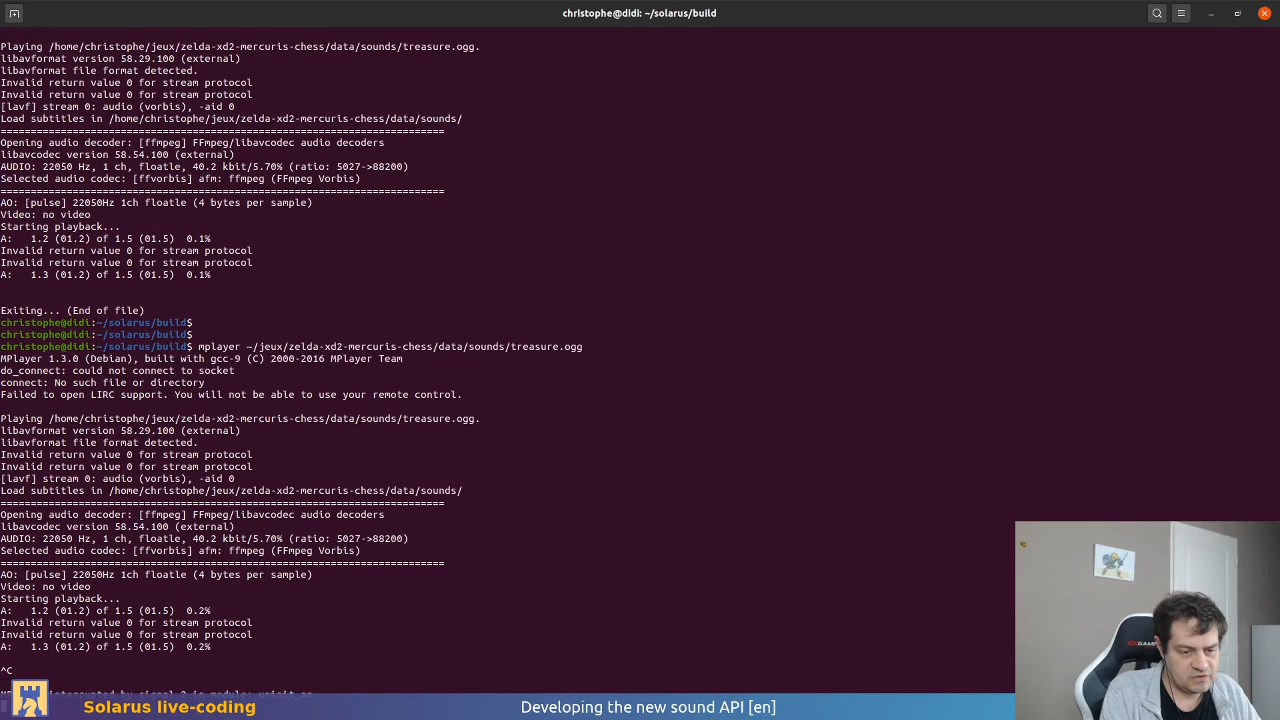 christophe@didi: ~/solarus/build
Playing /home/christophe/jeux/zelda-xd2-mercuris-chess/data/sounds/treasure.ogg.
libavformat version 58.29.100 (external)
libavformat file format detected.
Invalid return value 0 for stream protocol
Invalid return value 0 for stream protocol
[lavf] stream 0: audio (vorbis), -aid 0
Load subtitles in /home/christophe/jeux/zelda-xd2-mercuris-chess/data/sounds/
==========================================================================
Opening audio decoder: [ffmpeg] FFmpeg/libavcodec audio decoders
libavcodec version 58.54.100 (external)
AUDIO: 22050 Hz, 1 ch, floatle, 40.2 kbit/5.70% (ratio: 5027->88200)
Selected audio codec: [ffvorbis] afm: ffmpeg (FFmpeg Vorbis)
==========================================================================
AO: [pulse] 22050Hz 1ch floatle (4 bytes per sample)
Video: no video
Starting playback...
A:   1.2 (01.2) of 1.5 (01.5)  0.1%
Invalid return value 0 for stream protocol
Invalid return value 0 for stream protocol
A:   1.3 (01.2) of 1.5 (01.5)  0.1%
Exiting... (End of file)
christophe@didi:~/solarus/build$
christophe@didi:~/solarus/build$
christophe@didi:~/solarus/build$ mplayer ~/jeux/zelda-xd2-mercuris-chess/data/sounds/treasure.ogg
MPlayer 1.3.0 (Debian), built with gcc-9 (C) 2000-2016 MPlayer Team
do_connect: could not connect to socket
connect: No such file or directory
Failed to open LIRC support. You will not be able to use your remote control.
Playing /home/christophe/jeux/zelda-xd2-mercuris-chess/data/sounds/treasure.ogg.
libavformat version 58.29.100 (external)
libavformat file format detected.
Invalid return value 0 for stream protocol
Invalid return value 0 for stream protocol
[lavf] stream 0: audio (vorbis), -aid 0
Load subtitles in /home/christophe/jeux/zelda-xd2-mercuris-chess/data/sounds/
==========================================================================
Opening audio decoder: [ffmpeg] FFmpeg/libavcodec audio decoders
libavcodec version 58.54.100 (external)
AUDIO: 22050 Hz, 1 ch, floatle, 40.2 kbit/5.70% (ratio: 5027->88200)
Selected audio codec: [ffvorbis] afm: ffmpeg (FFmpeg Vorbis)
==========================================================================
AO: [pulse] 22050Hz 1ch floatle (4 bytes per sample)
Video: no video
Starting playback...
A:   1.2 (01.2) of 1.5 (01.5)  0.2%
Invalid return value 0 for stream protocol
Invalid return value 0 for stream protocol
A:   1.3 (01.2) of 1.5 (01.5)  0.2%
^C
interrupted by signal 2 in module:
Solarus live-coding
Developing the new sound API [en]